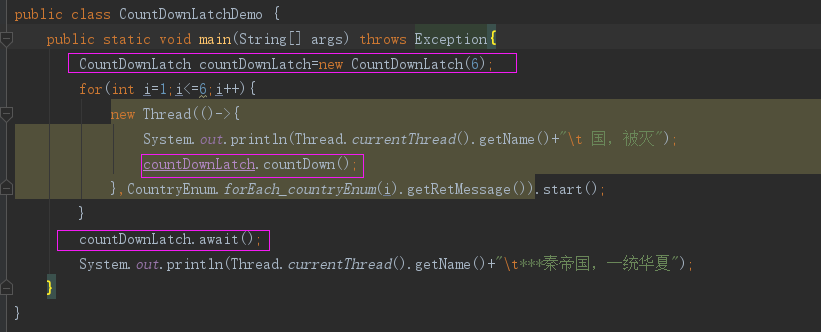 public class CountDownLatchDemo {
public static void main(String[] args) throws Exception{
CountDownLatch countDownLatch=new CountDownLatch(6);
for(int i=1;i<=6;i++){
new Thread(()->{
System.out.println(Thread.currentThread().getName()+"\t 国，被灭");
countDownLatch.countDown();
},CountryEnum.forEach_countryEnum(i).getRetMessage()).start();
}
countDownLatch.await();
System.out.println(Thread.currentThread().getName()+"\t***秦帝国，一统华夏");
}
}